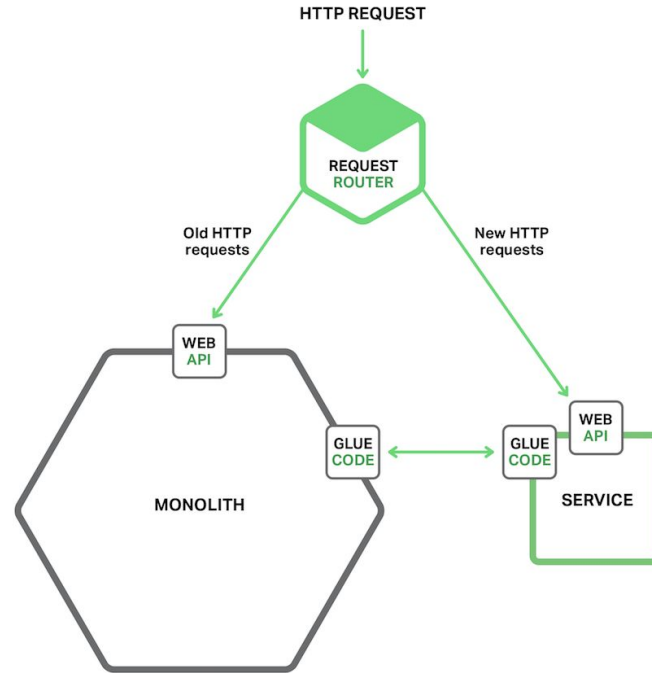 HTTP REQUEST
REQUEST
ROUTER
Old HTTP
requests
New HTTP
requests
WEB
API
WEB
API
GLUE
CODE
GLUE
CODE
MONOLITH
SERVICE